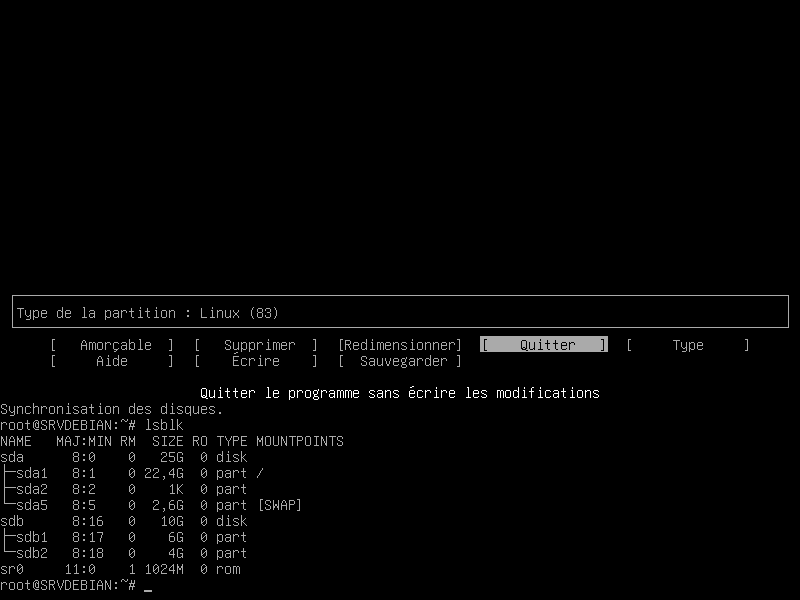 Type de la partition : Linux (83)
[ Amorçable ] [ Supprimer ] [Redimensionner] [ Quitter ] [ Type ]
[ Aide ] [ Écrire ] [ Sauvegarder ]
Quitter le programme sans écrire les modifications
Synchronisation des disques.
root@SRVDEBIAN:~# lsblk
NAME   MAJ:MIN RM  SIZE RO TYPE MOUNTPOINTS
sda      8:0    0   25G  0 disk
├─sda1   8:1    0 22,4G  0 part /
├─sda2   8:2    0    1K  0 part
└─sda5   8:5    0  2,6G  0 part [SWAP]
sdb      8:16   0   10G  0 disk
├─sdb1   8:17   0    6G  0 part
└─sdb2   8:18   0    4G  0 part
sr0     11:0    1 1024M  0 rom
root@SRVDEBIAN:~# _